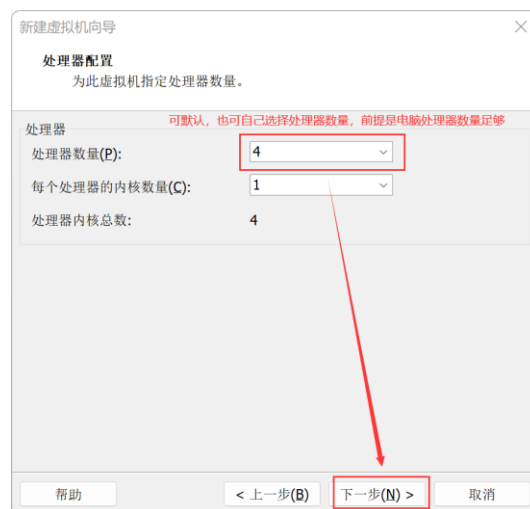 新建虚拟机向导
处理器配置
为此虚拟机指定处理器数量。
可默认，也可自己选择处理器数量，前提是电脑处理器数量足够
处理器
处理器数量(P): 4
每个处理器的内核数量(C): 1
处理器内核总数: 4
帮助 < 上一步(B) 下一步(N) > 取消